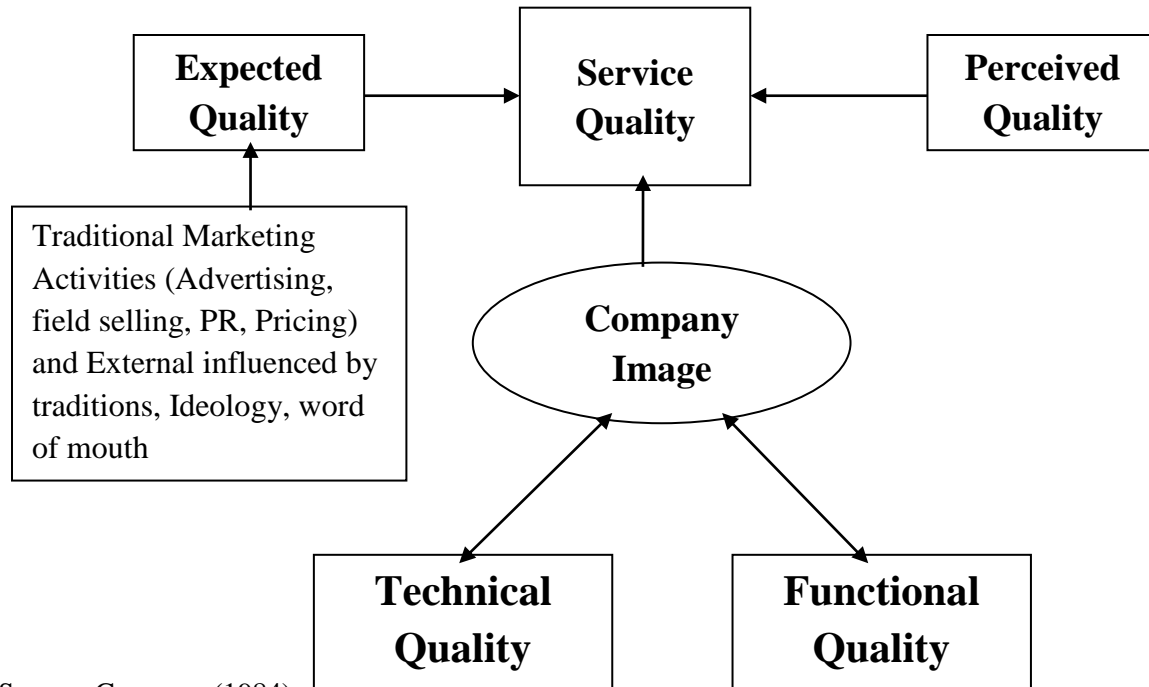 Expected
Quality
Service
Quality
Perceived
Quality
Traditional Marketing
Activities (Advertising,
field selling, PR, Pricing)
and External influenced by
traditions, Ideology, word
of mouth
Company
Image
Technical
Quality
Functional
Quality